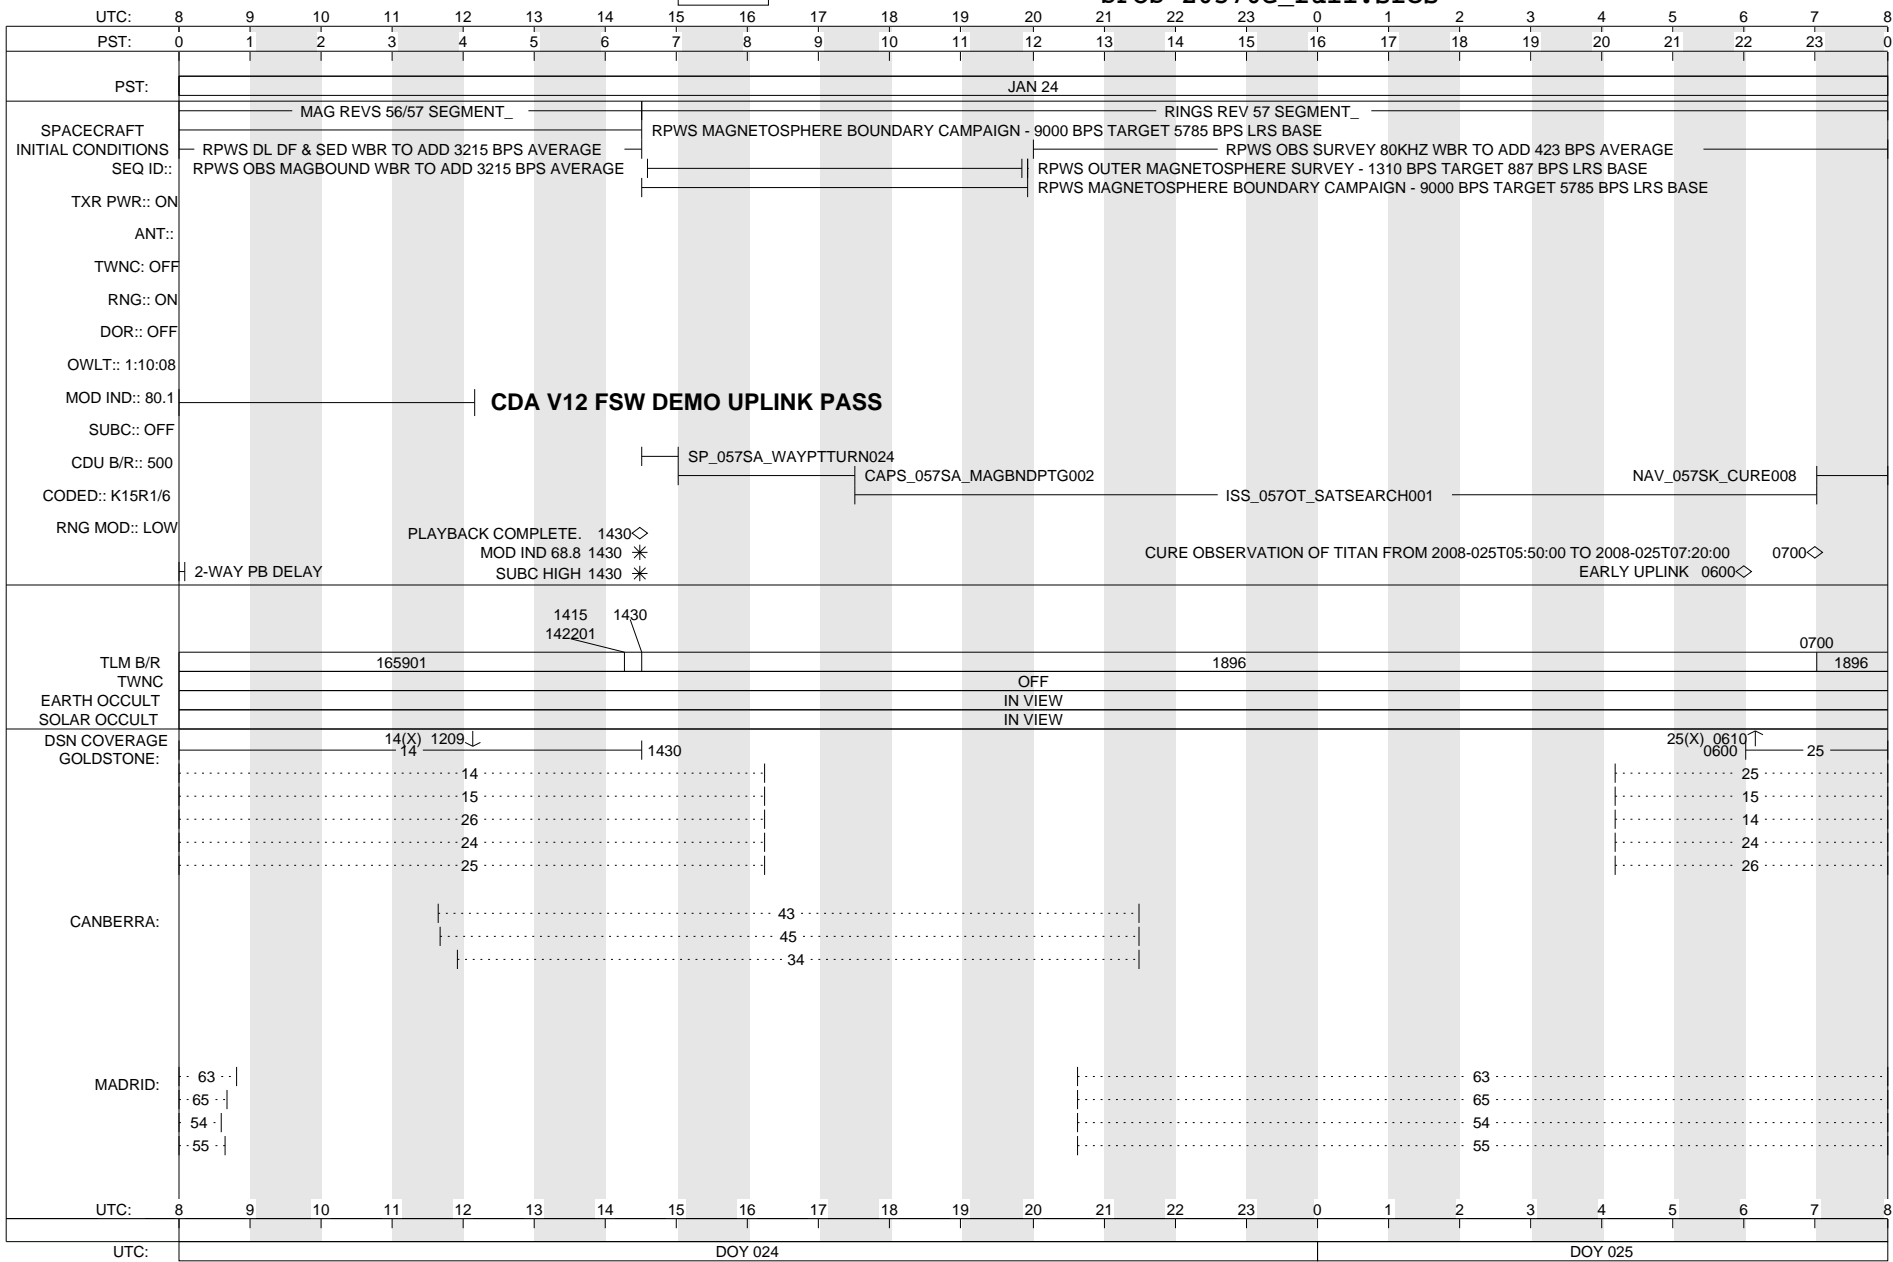 UTC: 8 9 10 11 12 13 14 15 16 17 18 19 20 21 22 23 0 1 2 3 4 5 6 7 8
PST: 0 1 2 3 4 5 6 7 8 9 10 11 12 13 14 15 16 17 18 19 20 21 22 23 0
PST: JAN 24
MAG REVS 56/57 SEGMENT_ RINGS REV 57 SEGMENT_
SPACECRAFT RPWS MAGNETOSPHERE BOUNDARY CAMPAIGN - 9000 BPS TARGET 5785 BPS LRS BASE
INITIAL CONDITIONS RPWS DL DF & SED WBR TO ADD 3215 BPS AVERAGE RPWS OBS SURVEY 80KHZ WBR TO ADD 423 BPS AVERAGE
SEQ ID:: RPWS OBS MAGBOUND WBR TO ADD 3215 BPS AVERAGE RPWS OUTER MAGNETOSPHERE SURVEY - 1310 BPS TARGET 887 BPS LRS BASE
RPWS MAGNETOSPHERE BOUNDARY CAMPAIGN - 9000 BPS TARGET 5785 BPS LRS BASE
TXR PWR:: ON
ANT::
TWNC: OFF
RNG:: ON
DOR:: OFF
OWLT:: 1:10:08
MOD IND:: 80.1 CDA V12 FSW DEMO UPLINK PASS
SUBC:: OFF
CDU B/R:: 500 SP_057SA_WAYPTTURN024
CAPS_057SA_MAGBNDPTG002 NAV_057SK_CURE008
CODED:: K15R1/6 ISS_057OT_SATSEARCH001
RNG MOD:: LOW PLAYBACK COMPLETE. 1430
MOD IND 68.8 1430 CURE OBSERVATION OF TITAN FROM 2008-025T05:50:00 TO 2008-025T07:20:00 0700
2-WAY PB DELAY SUBC HIGH 1430 EARLY UPLINK 0600
1415 1430
142201
0700
TLM B/R 165901 1896 1896
TWNC OFF
EARTH OCCULT IN VIEW
SOLAR OCCULT IN VIEW
DSN COVERAGE 14(X) 1209 25(X) 0610
GOLDSTONE: 14 1430 0600 25
14 25
15 15
26 14
24 24
25 26
CANBERRA: 43
45
34
MADRID: 63 63
65 65
54 54
55 55
UTC: 8 9 10 11 12 13 14 15 16 17 18 19 20 21 22 23 0 1 2 3 4 5 6 7 8
UTC: DOY 024 DOY 025